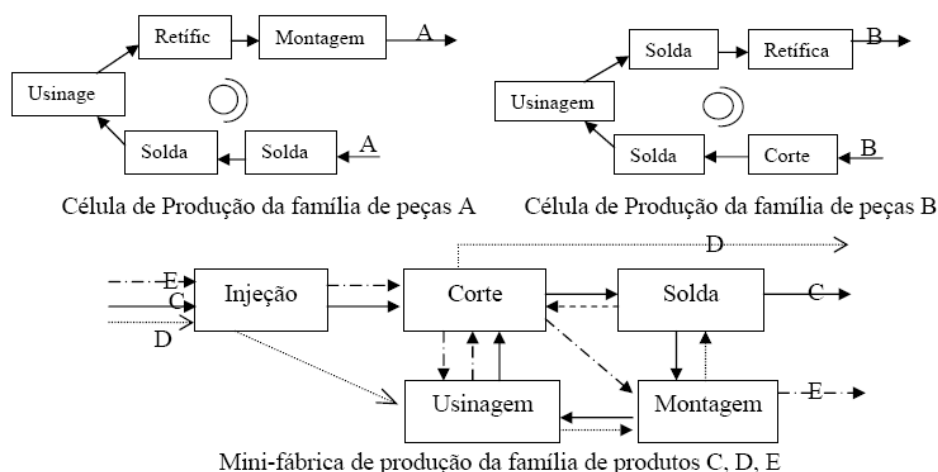 Retífic
Montagem
A
Usinage
Solda
Solda
A
Célula de Produção da família de peças A
Solda
Retífica
B
Usinagem
Solda
Corte
B
Célula de Produção da família de peças B
D
E
C
D
Injeção
Corte
Solda
C
Usinagem
Montagem
E
Mini-fábrica de produção da família de produtos C, D, E